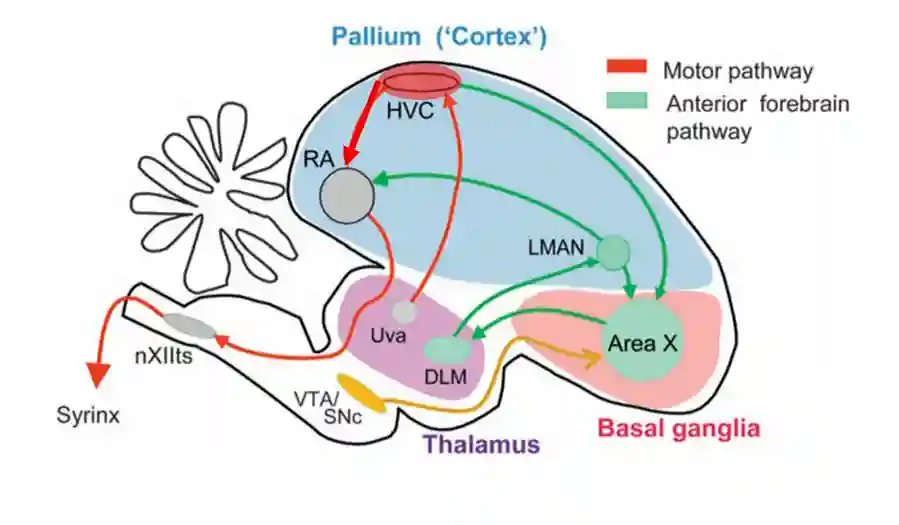 Pallium (‘Cortex’)
Motor pathway
Anterior forebrain
pathway
HVC
RA
LMAN
Uva
Area X
nXIIts
DLM
VTA/
SNc
Syrinx
Thalamus
Basal ganglia